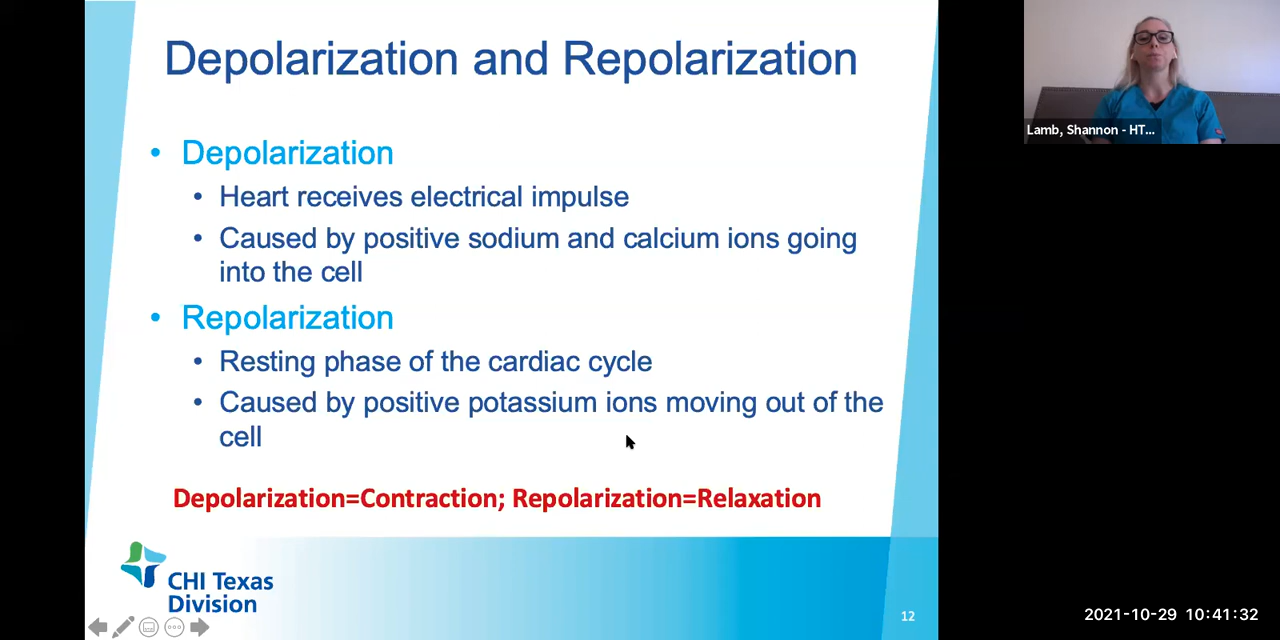 Depolarization and Repolarization
• Depolarization
• Heart receives electrical impulse
• Caused by positive sodium and calcium ions going
into the cell
• Repolarization
• Resting phase of the cardiac cycle
• Caused by positive potassium ions moving out of the
cell
Depolarization=Contraction; Repolarization=Relaxation
CHI Texas
Division
12
Lamb, Shannon - HT...
2021-10-29 10:41:32